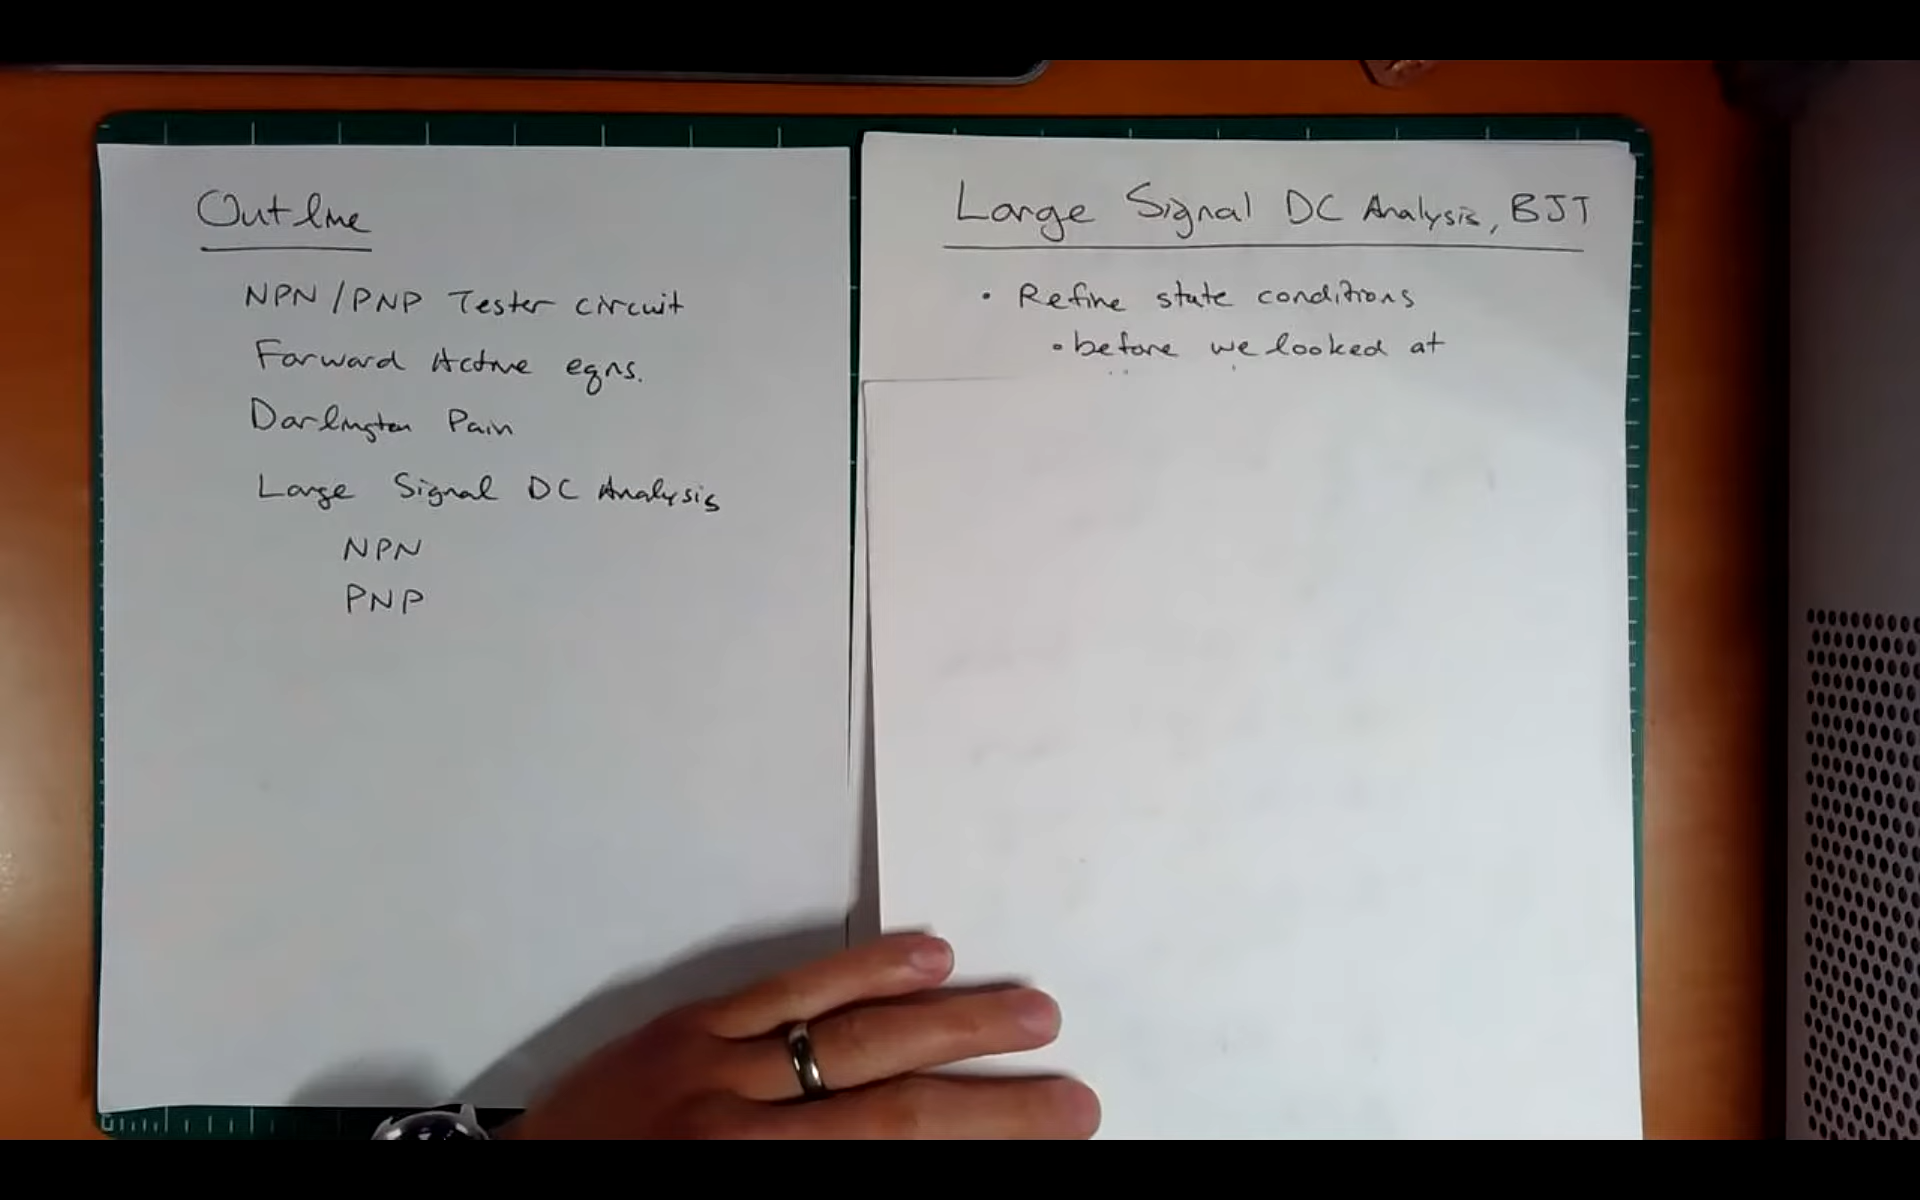 Outline
NPN/PNP Tester circuit
Forward Active eqns.
Darlington Pair
Large Signal DC Analysis
NPN
PNP
Large Signal DC Analysis, BJT
• Refine state conditions
• before we looked at